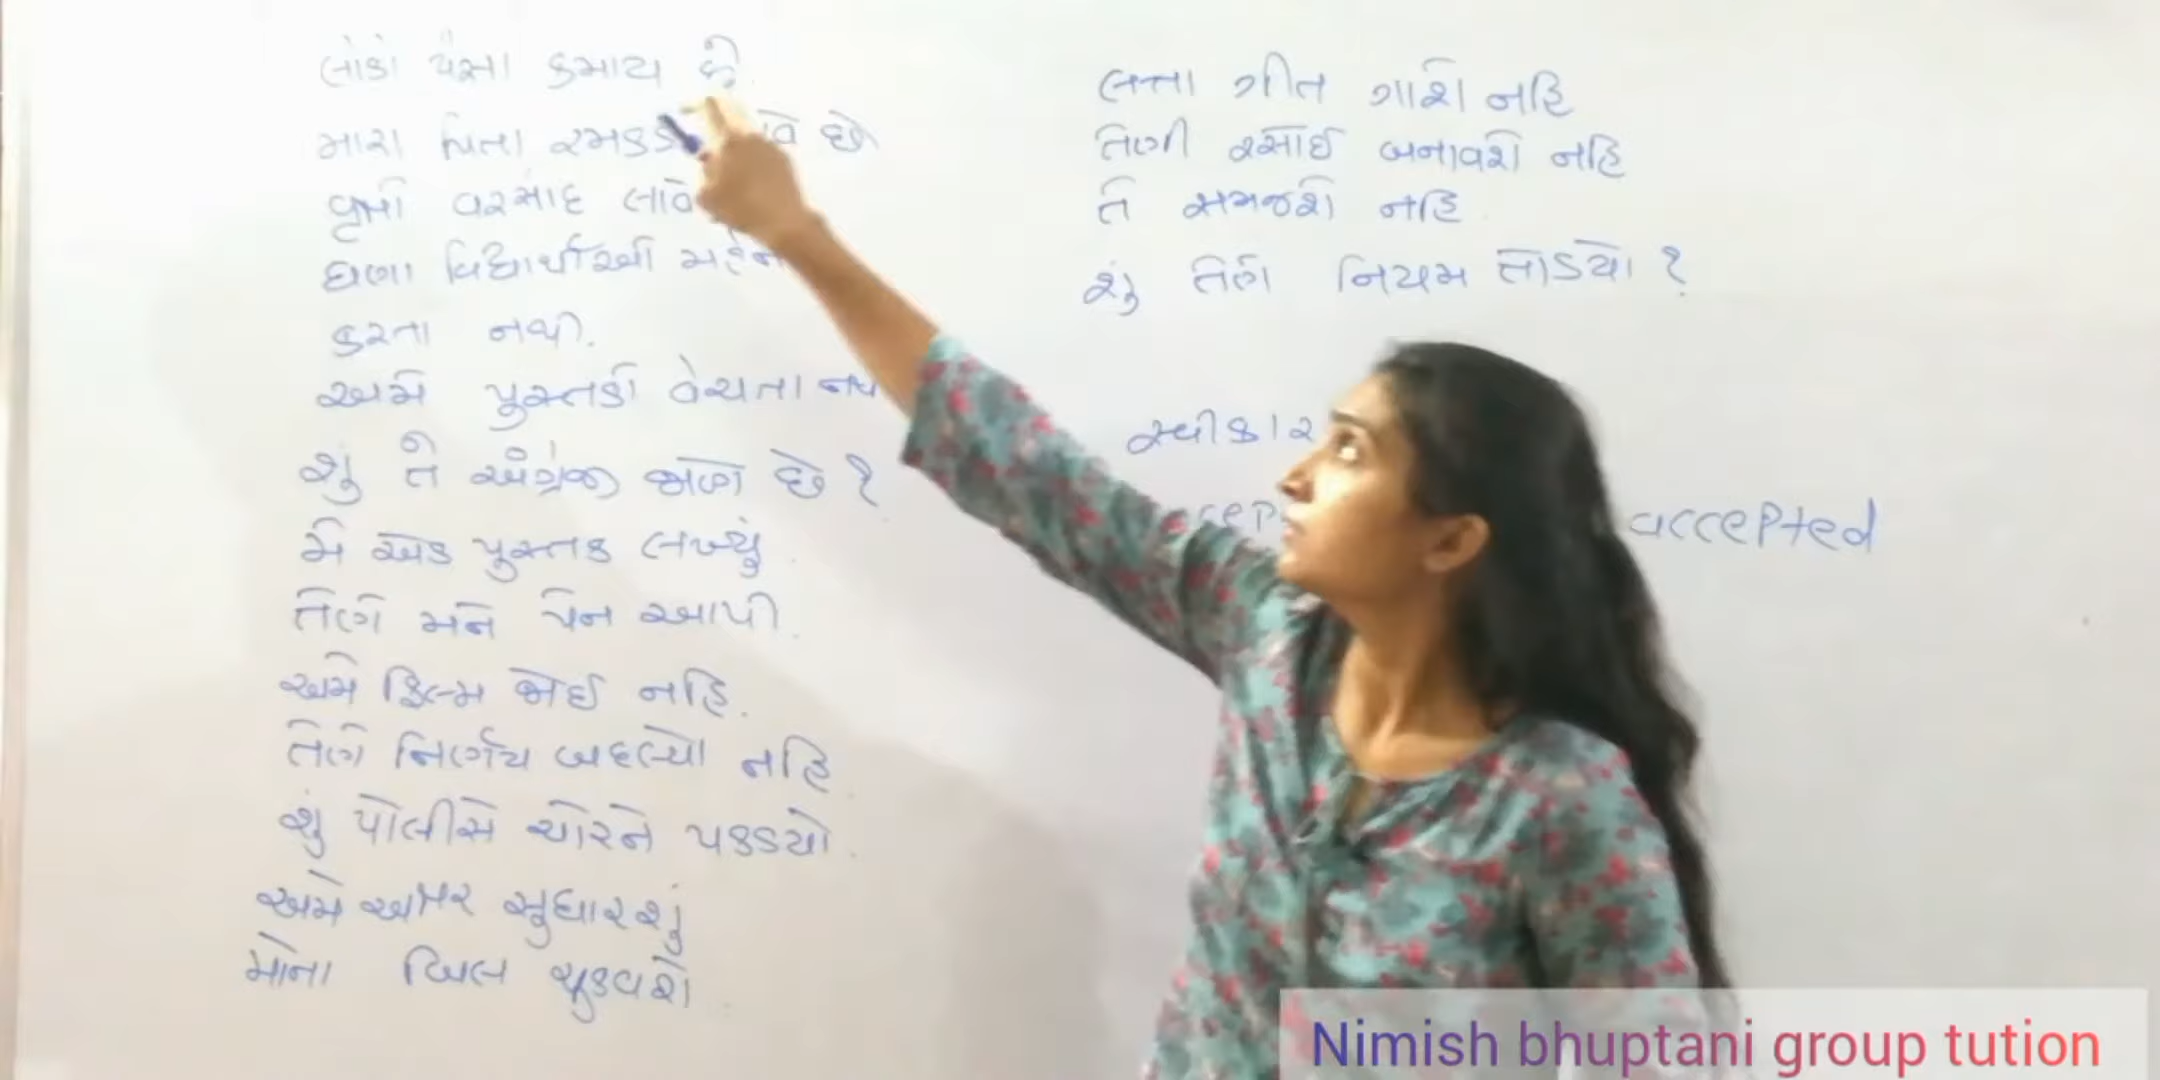 લોકો પૈસા કમાય છે.
મારા પિતા રમકડા છે
વૃક્ષો વરસાદ લાવે
ઘણા વિદ્યાર્થીઓ
કરતા નથી.
અમે પુસ્તકો વેચતા
શું તે અંગ્રેજી જાણે છે ?
મે એક પુસ્તક લખ્યું.
તેણે મને પેન આપી.
અમે ફિલ્મ જોઈ નહિ.
તેણે નિર્ણય બદલ્યો નહિ.
શું પોલીસે ચોરને પકડયો.
અમે અક્ષર સુધારશું
મોના બિલ ચૂકવશે.
લત્તા ગીત ગાશે નહિ
તેણી રસોઈ બનાવશે નહિ
તે સમજશે નહિ.
શું તેણે નિયમ તોડયો ?
સ્વીકાર
accepted
Nimish bhuptani group tution